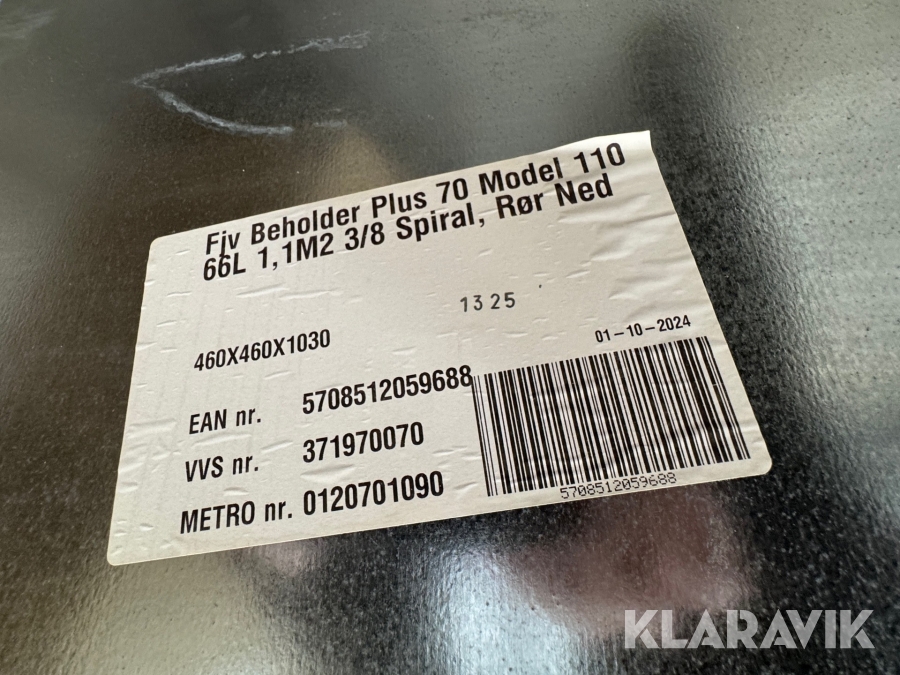 Fjv Beholder Plus 70 Model 110
66L 1,1M2 3/8 Spiral, Rør Ned
1325
460X460X1030
01-10-2024
EAN nr. 5708512059688
VVS nr. 371970070
METRO nr. 0120701090
5708512059688
KLARAVIK